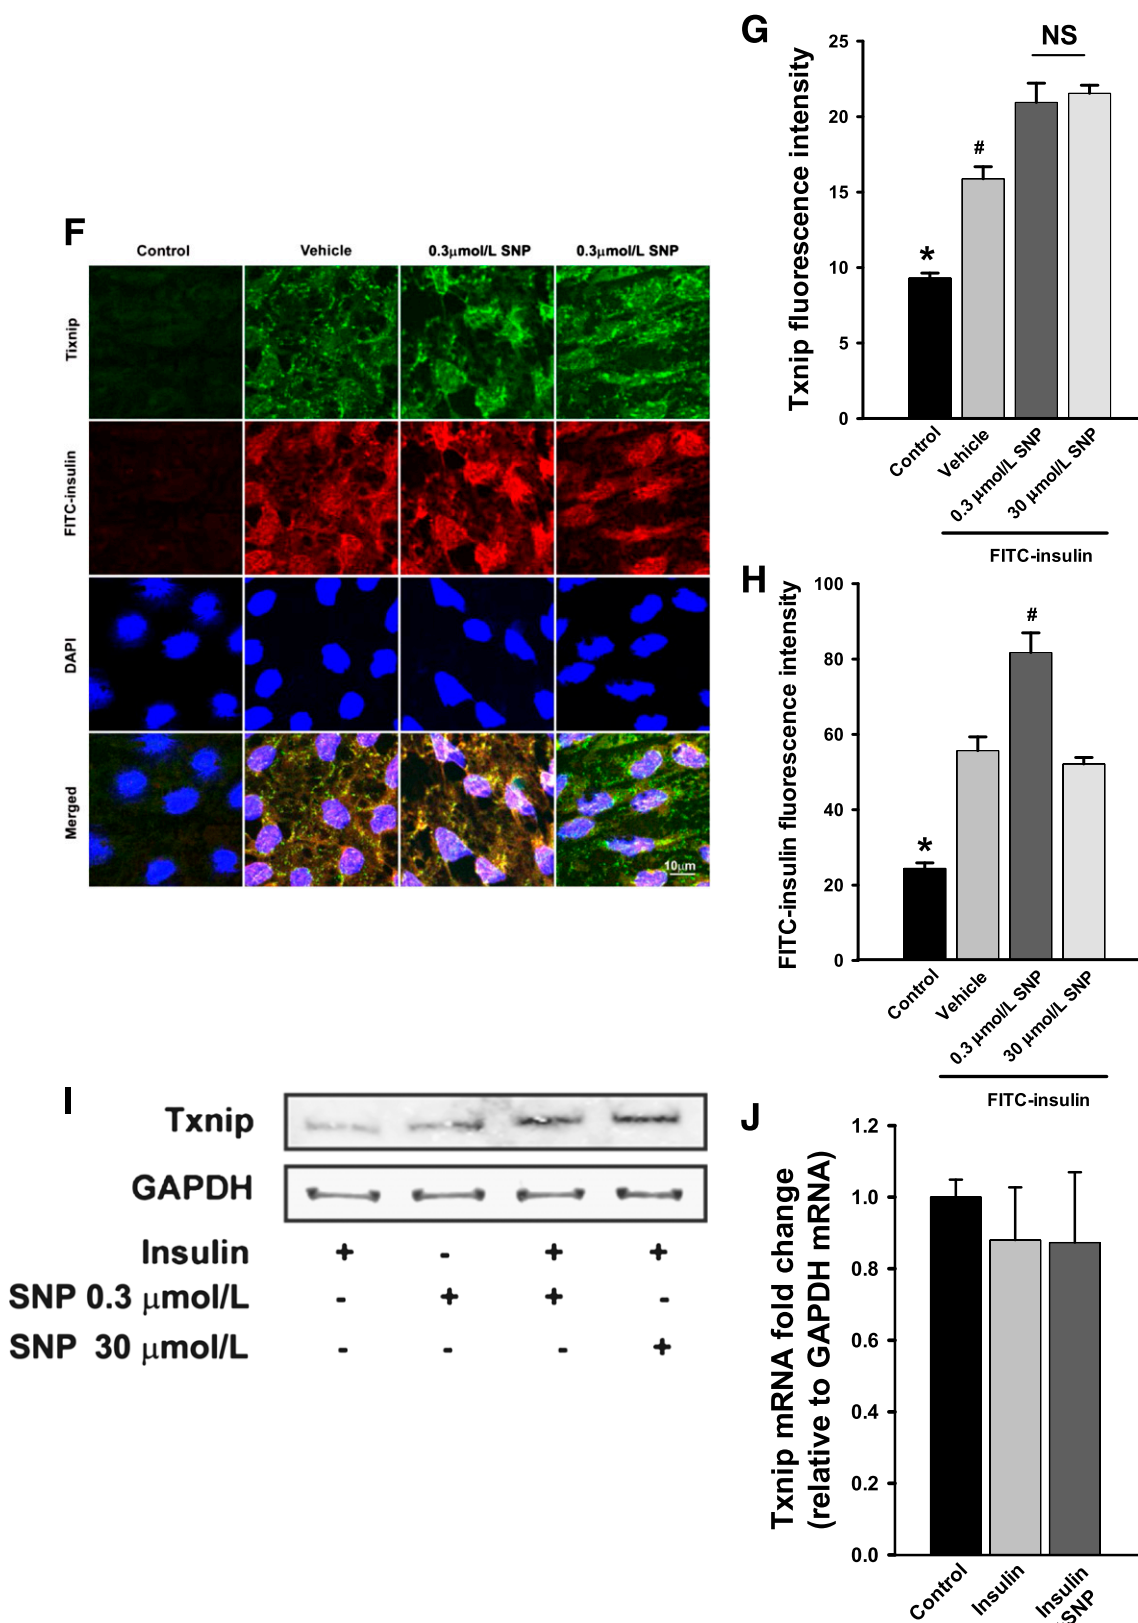 F
Control Vehicle 0.3μmol/L SNP 0.3μmol/L SNP
Tixnip
FITC-insulin
DAPI
Merged
10μm
G
Txnip fluorescence intensity
25
20
15
10
5
0
NS
*
#
Control
Vehicle
0.3 μmol/L SNP
30 μmol/L SNP
FITC-insulin
H
FITC-insulin fluorescence intensity
100
80
60
40
20
0
*
#
Control
Vehicle
0.3 μmol/L SNP
30 μmol/L SNP
FITC-insulin
I
Txnip
GAPDH
Insulin + - + +
SNP 0.3 μmol/L - + + -
SNP 30 μmol/L - - - +
J
Txnip mRNA fold change
(relative to GAPDH mRNA)
1.2
1.0
0.8
0.6
0.4
0.2
0.0
Control
Insulin
Insulin
SNP